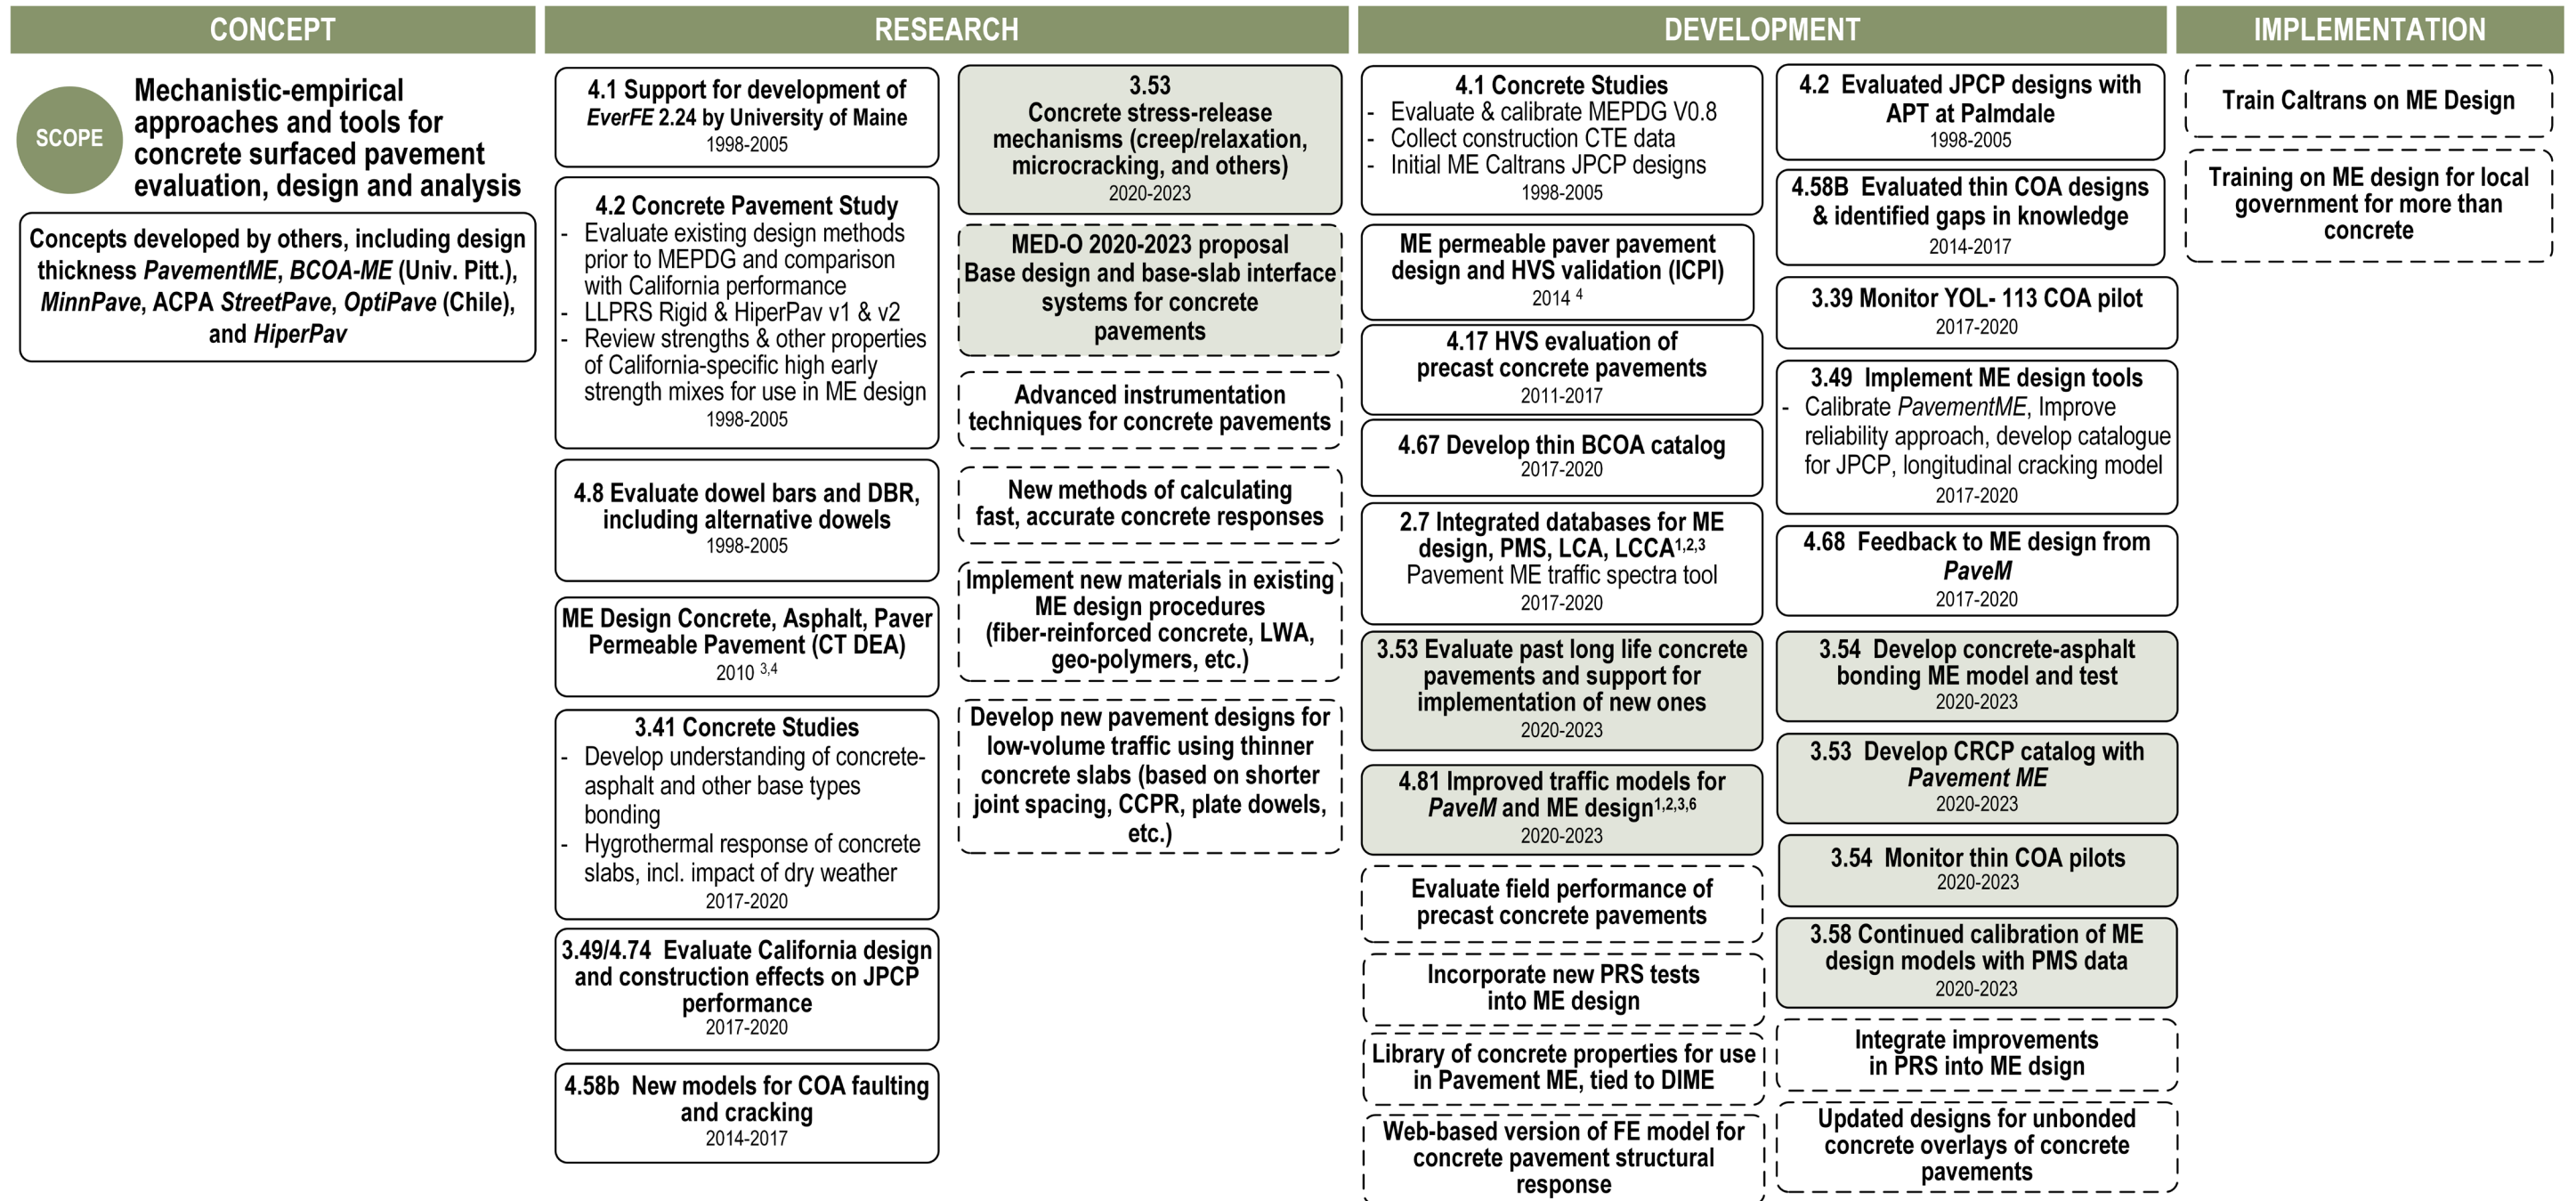 CONCEPT
SCOPE
Mechanistic-empirical
approaches and tools for
concrete surfaced pavement
evaluation, design and analysis
Concepts developed by others, including design
thickness PavementME, BCOA-ME (Univ. Pitt.),
MinnPave, ACPA StreetPave, OptiPave (Chile),
and HiperPav
RESEARCH
4.1 Support for development of
EverFE 2.24 by University of Maine
1998-2005
4.2 Concrete Pavement Study
- Evaluate existing design methods
prior to MEPDG and comparison
with California performance
- LLPRS Rigid & HiperPav v1 & v2
- Review strengths & other properties
of California-specific high early
strength mixes for use in ME design
1998-2005
4.8 Evaluate dowel bars and DBR,
including alternative dowels
1998-2005
ME Design Concrete, Asphalt, Paver
Permeable Pavement (CT DEA)
2010 3,4
3.41 Concrete Studies
- Develop understanding of concrete-
asphalt and other base types
bonding
- Hygrothermal response of concrete
slabs, incl. impact of dry weather
2017-2020
3.49/4.74 Evaluate California design
and construction effects on JPCP
performance
2017-2020
4.58b New models for COA faulting
and cracking
2014-2017
3.53
Concrete stress-release
mechanisms (creep/relaxation,
microcracking, and others)
2020-2023
MED-O 2020-2023 proposal
Base design and base-slab interface
systems for concrete
pavements
Advanced instrumentation
techniques for concrete pavements
New methods of calculating
fast, accurate concrete responses
Implement new materials in existing
ME design procedures
(fiber-reinforced concrete, LWA,
geo-polymers, etc.)
Develop new pavement designs for
low-volume traffic using thinner
concrete slabs (based on shorter
joint spacing, CCPR, plate dowels,
etc.)
DEVELOPMENT
4.1 Concrete Studies
- Evaluate & calibrate MEPDG V0.8
- Collect construction CTE data
- Initial ME Caltrans JPCP designs
1998-2005
ME permeable paver pavement
design and HVS validation (ICPI)
2014 4
4.17 HVS evaluation of
precast concrete pavements
2011-2017
4.67 Develop thin BCOA catalog
2017-2020
2.7 Integrated databases for ME
design, PMS, LCA, LCCA1,2,3
Pavement ME traffic spectra tool
2017-2020
3.53 Evaluate past long life concrete
pavements and support for
implementation of new ones
2020-2023
4.81 Improved traffic models for
PaveM and ME design1,2,3,6
2020-2023
Evaluate field performance of
precast concrete pavements
Incorporate new PRS tests
into ME design
Library of concrete properties for use
in Pavement ME, tied to DIME
Web-based version of FE model for
concrete pavement structural
response
4.2 Evaluated JPCP designs with
APT at Palmdale
1998-2005
4.58B Evaluated thin COA designs
& identified gaps in knowledge
2014-2017
3.39 Monitor YOL- 113 COA pilot
2017-2020
3.49 Implement ME design tools
- Calibrate PavementME, Improve
reliability approach, develop catalogue
for JPCP, longitudinal cracking model
2017-2020
4.68 Feedback to ME design from
PaveM
2017-2020
3.54 Develop concrete-asphalt
bonding ME model and test
2020-2023
3.53 Develop CRCP catalog with
Pavement ME
2020-2023
3.54 Monitor thin COA pilots
2020-2023
3.58 Continued calibration of ME
design models with PMS data
2020-2023
Integrate improvements
in PRS into ME dsign
Updated designs for unbonded
concrete overlays of concrete
pavements
IMPLEMENTATION
Train Caltrans on ME Design
Training on ME design for local
government for more than
concrete